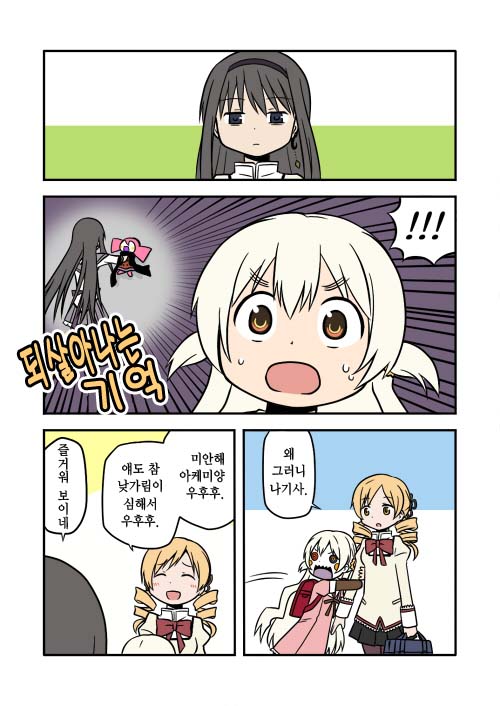 !!!
되살아나는
기억
왜
그러니
나기사.
미안해
아케미양
우후후.
애도 참
낯가림이
심해서
우후후.
즐거워 보이네